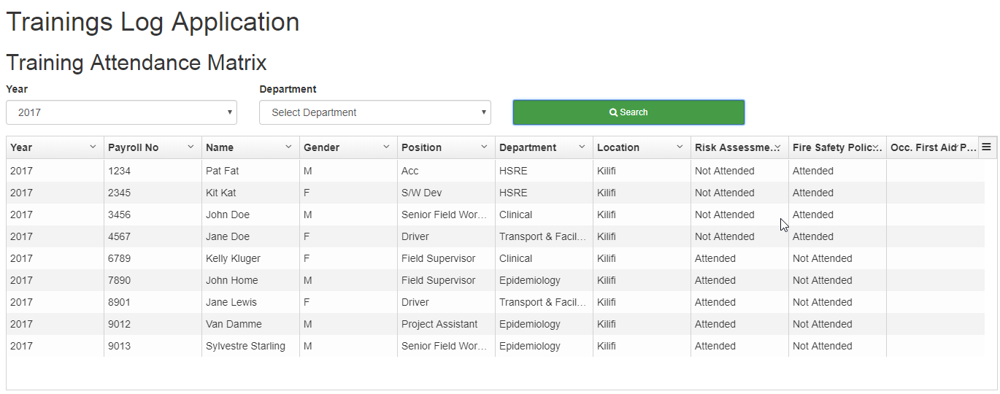 Trainings Log Application
Training Attendance Matrix
Year Department
2017 Select Department Search
Year Payroll No Name Gender Position Department Location Risk Assessme... Fire Safety Polic... Occ. First Aid P...
2017 1234 Pat Fat M Acc HSRE Kilifi Not Attended Attended
2017 2345 Kit Kat F S/W Dev HSRE Kilifi Not Attended Attended
2017 3456 John Doe M Senior Field Wor... Clinical Kilifi Not Attended Attended
2017 4567 Jane Doe F Driver Transport & Facil... Kilifi Not Attended Attended
2017 6789 Kelly Kluger F Field Supervisor Clinical Kilifi Attended Not Attended
2017 7890 John Home M Field Supervisor Epidemiology Kilifi Attended Not Attended
2017 8901 Jane Lewis F Driver Transport & Facil... Kilifi Attended Not Attended
2017 9012 Van Damme M Project Assistant Epidemiology Kilifi Attended Not Attended
2017 9013 Sylvestre Starling M Senior Field Wor... Epidemiology Kilifi Attended Not Attended